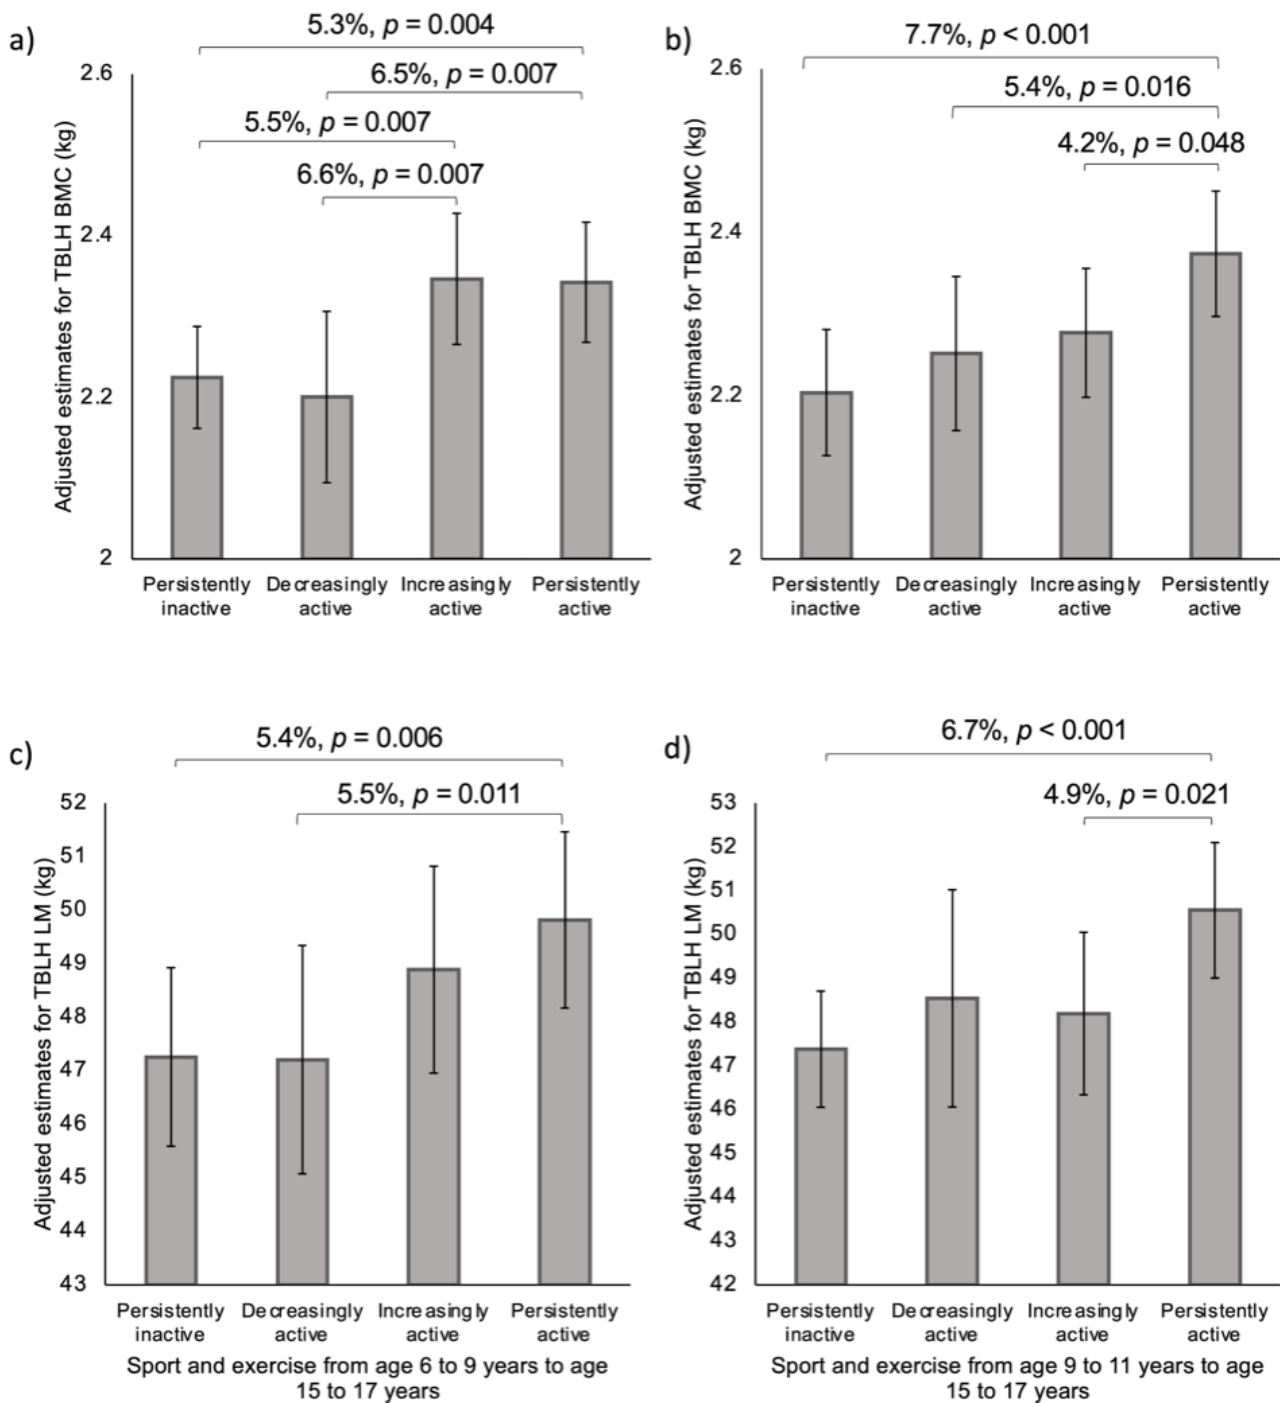 a)
5.3%, p = 0.004
6.5%, p = 0.007
5.5%, p = 0.007
6.6%, p = 0.007
Adjusted estimates for TBLH BMC (kg)
2.6
2.4
2.2
2
Persistently inactive
Decreasingly active
Increasingly active
Persistently active
b)
7.7%, p < 0.001
5.4%, p = 0.016
4.2%, p = 0.048
Adjusted estimates for TBLH BMC (kg)
2.6
2.4
2.2
2
Persistently inactive
Decreasingly active
Increasingly active
Persistently active
c)
5.4%, p = 0.006
5.5%, p = 0.011
Adjusted estimates for TBLH LM (kg)
52
51
50
49
48
47
46
45
44
43
Persistently inactive
Decreasingly active
Increasingly active
Persistently active
Sport and exercise from age 6 to 9 years to age
15 to 17 years
d)
6.7%, p < 0.001
4.9%, p = 0.021
Adjusted estimates for TBLH LM (kg)
53
52
51
50
49
48
47
46
45
44
43
42
Persistently inactive
Decreasingly active
Increasingly active
Persistently active
Sport and exercise from age 9 to 11 years to age
15 to 17 years